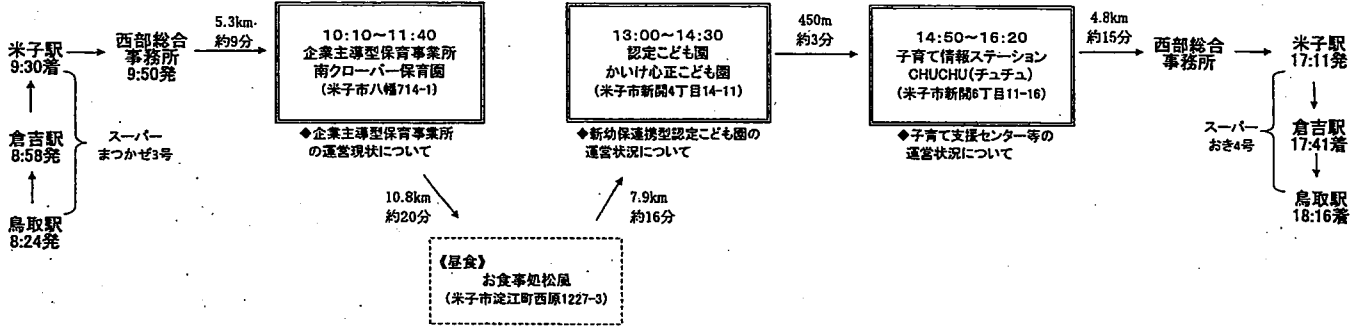 米子駅
9:30着
倉吉駅
8:58発
鳥取駅
8:24発
スーパー
まつかぜ3号
西部総合
事務所
9:50発
5.3km
約9分
10:10～11:40
企業主導型保育事業所
南クローバー保育園
(米子市八幡714-1)
◆企業主導型保育事業所
の運営現状について
10.8km
約20分
《昼食》
お食事処松風
(米子市淀江町西原1227-3)
7.9km
約16分
13:00～14:30
認定こども園
かいけ心正こども園
(米子市新開4丁目14-11)
◆新幼保連携型認定こども園の
運営状況について
450m
約3分
14:50～16:20
子育て情報ステーション
CHUCHU(チュチュ)
(米子市新開6丁目11-16)
◆子育て支援センター等の
運営状況について
4.8km
約15分
西部総合
事務所
米子駅
17:11発
倉吉駅
17:41着
鳥取駅
18:16着
スーパー
おき4号